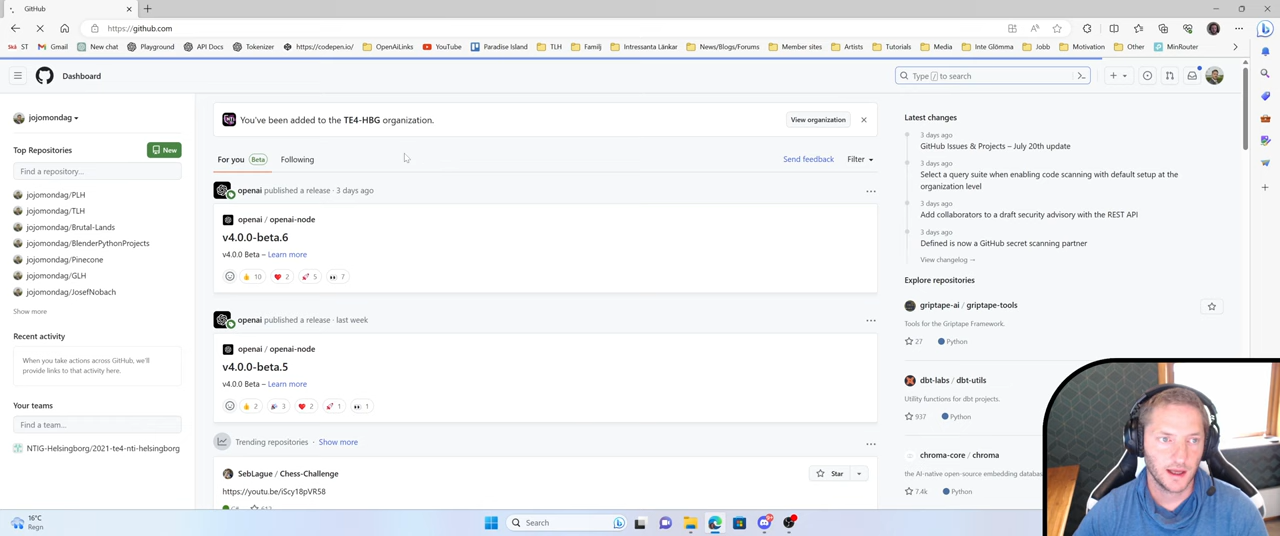 GitHub
https://github.com
ST
Gmail
New chat
Playground
API Docs
Tokenizer
https://codepen.io/
OpenAiLinks
YouTube
Paradise Island
TLH
Familj
Intressanta Länkar
News/Blogs/Forums
Member sites
Artists
Tutorials
Media
Inte Glömma
Jobb
Motivation
Other
MinRouter
Dashboard
Type / to search
jojomondag
Top Repositories
New
Find a repository...
jojomondag/PLH
jojomondag/TLH
jojomondag/Brutal-Lands
jojomondag/BlenderPythonProjects
jojomondag/Pinecone
jojomondag/GLH
jojomondag/JosefNobach
Show more
Recent activity
When you take actions across GitHub, we'll
provide links to that activity here.
Your teams
Find a team...
NTIG-Helsingborg/2021-te4-nti-helsingborg
You've been added to the TE4-HBG organization.
View organization
For you Beta
Following
Send feedback
Filter
openai published a release · 3 days ago
openai / openai-node
v4.0.0-beta.6
v4.0.0 Beta – Learn more
10
2
5
7
openai published a release · last week
openai / openai-node
v4.0.0-beta.5
v4.0.0-Beta – Learn more
2
3
2
1
1
Trending repositories · Show more
SebLague / Chess-Challenge
Star
https://youtu.be/iScy18pVR58
Latest changes
3 days ago
GitHub Issues & Projects – July 20th update
3 days ago
Select a query suite when enabling code scanning with default setup at the
organization level
3 days ago
Add collaborators to a draft security advisory with the REST API
3 days ago
Defined is now a GitHub secret scanning partner
View changelog →
Explore repositories
griptape-ai / griptape-tools
Tools for the Griptape Framework.
27
Python
dbt-labs / dbt-utils
Utility functions for dbt projects.
937
Python
chroma-core / chroma
the AI-native open-source embedding database
7.4k
Python
16°C
Regn
Search